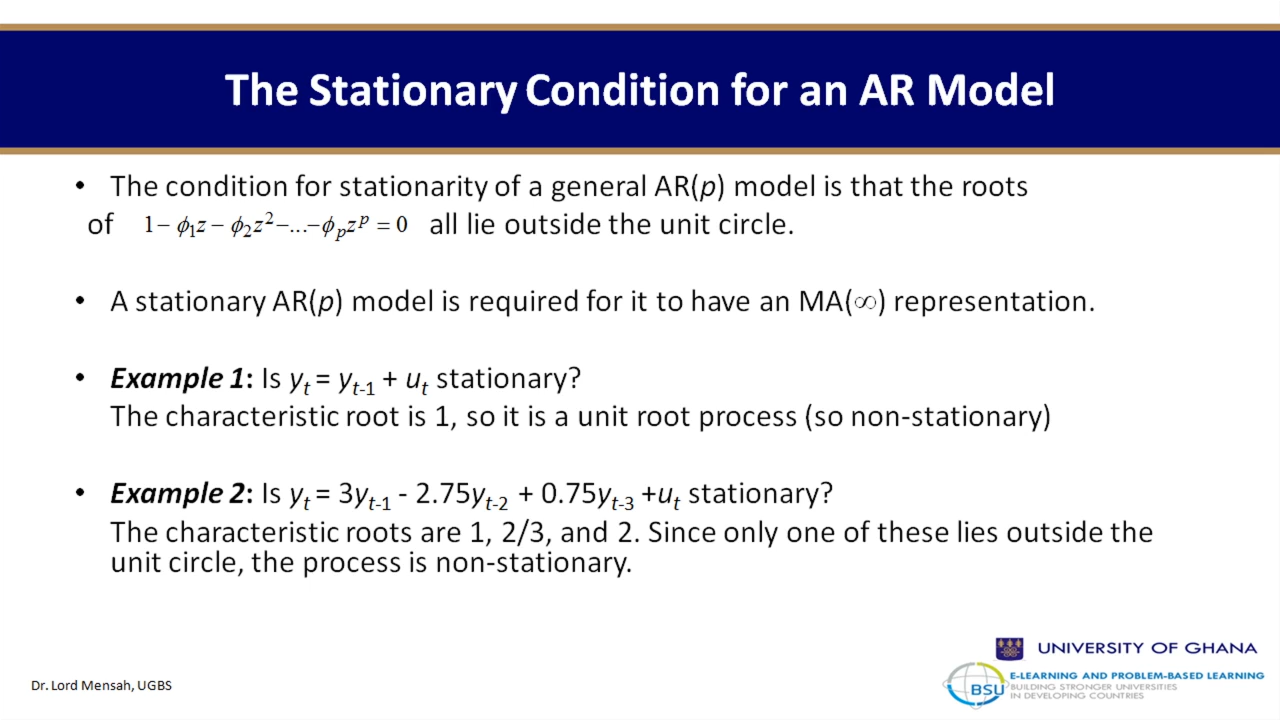 The Stationary Condition for an AR Model
• The condition for stationarity of a general AR(p) model is that the roots
of 1− ϕ₁z − ϕ₂z² −...−ϕₚzᵖ = 0 all lie outside the unit circle.
• A stationary AR(p) model is required for it to have an MA(∞) representation.
• Example 1: Is yₜ = yₜ₋₁ + uₜ stationary?
The characteristic root is 1, so it is a unit root process (so non-stationary)
• Example 2: Is yₜ = 3yₜ₋₁ - 2.75yₜ₋₂ + 0.75yₜ₋₃ +uₜ stationary?
The characteristic roots are 1, 2/3, and 2. Since only one of these lies outside the
unit circle, the process is non-stationary.
Dr. Lord Mensah, UGBS
UNIVERSITY OF GHANA
BSU
E-LEARNING AND PROBLEM-BASED LEARNING
BUILDING STRONGER UNIVERSITIES
IN DEVELOPING COUNTRIES